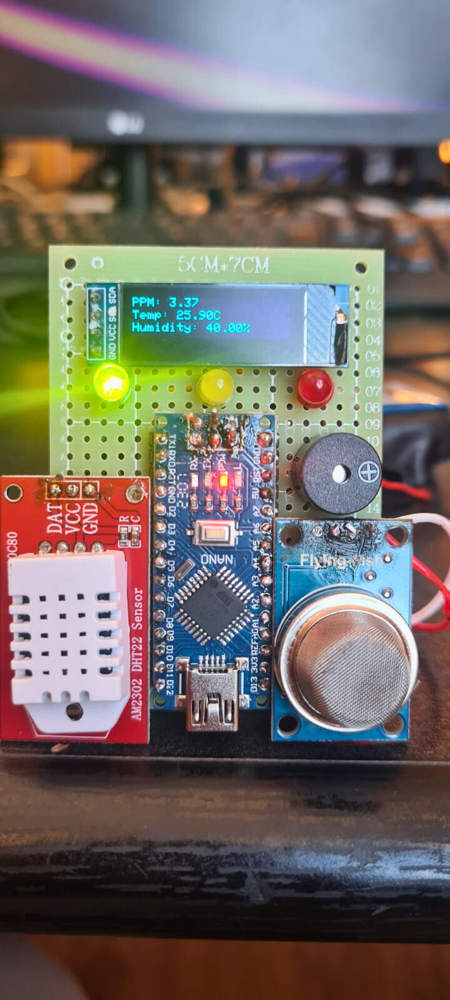 LG
5CM*7CM
GND VCC SCL SDA
PPM: 3.37
Temp: 25.90C
Humidity: 40.00%
01
02
03
04
05
06
07
08
09
10
14
DAT
VCC
GND
R
C
AM2302 DHT22 Sensor
TX1
RX0
RST
GND
D2
D3
D4
D5
D6
D7
D8
D9
D10
D11
D12
GND
RST
5V
A7
A6
A5
A4
A3
A2
A1
A0
REF
3V3
D13
RX
TX
POW
L
2307
NANO
Flying-Fish